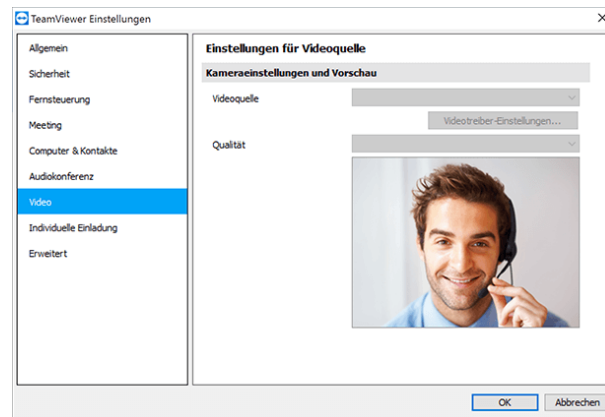 TeamViewer Einstellungen
Allgemein
Sicherheit
Fernsteuerung
Meeting
Computer & Kontakte
Audiokonferenz
Video
Individuelle Einladung
Erweitert
Einstellungen für Videoquelle
Kameraeinstellungen und Vorschau
Videoquelle
Videotreiber-Einstellungen...
Qualität
OK
Abbrechen